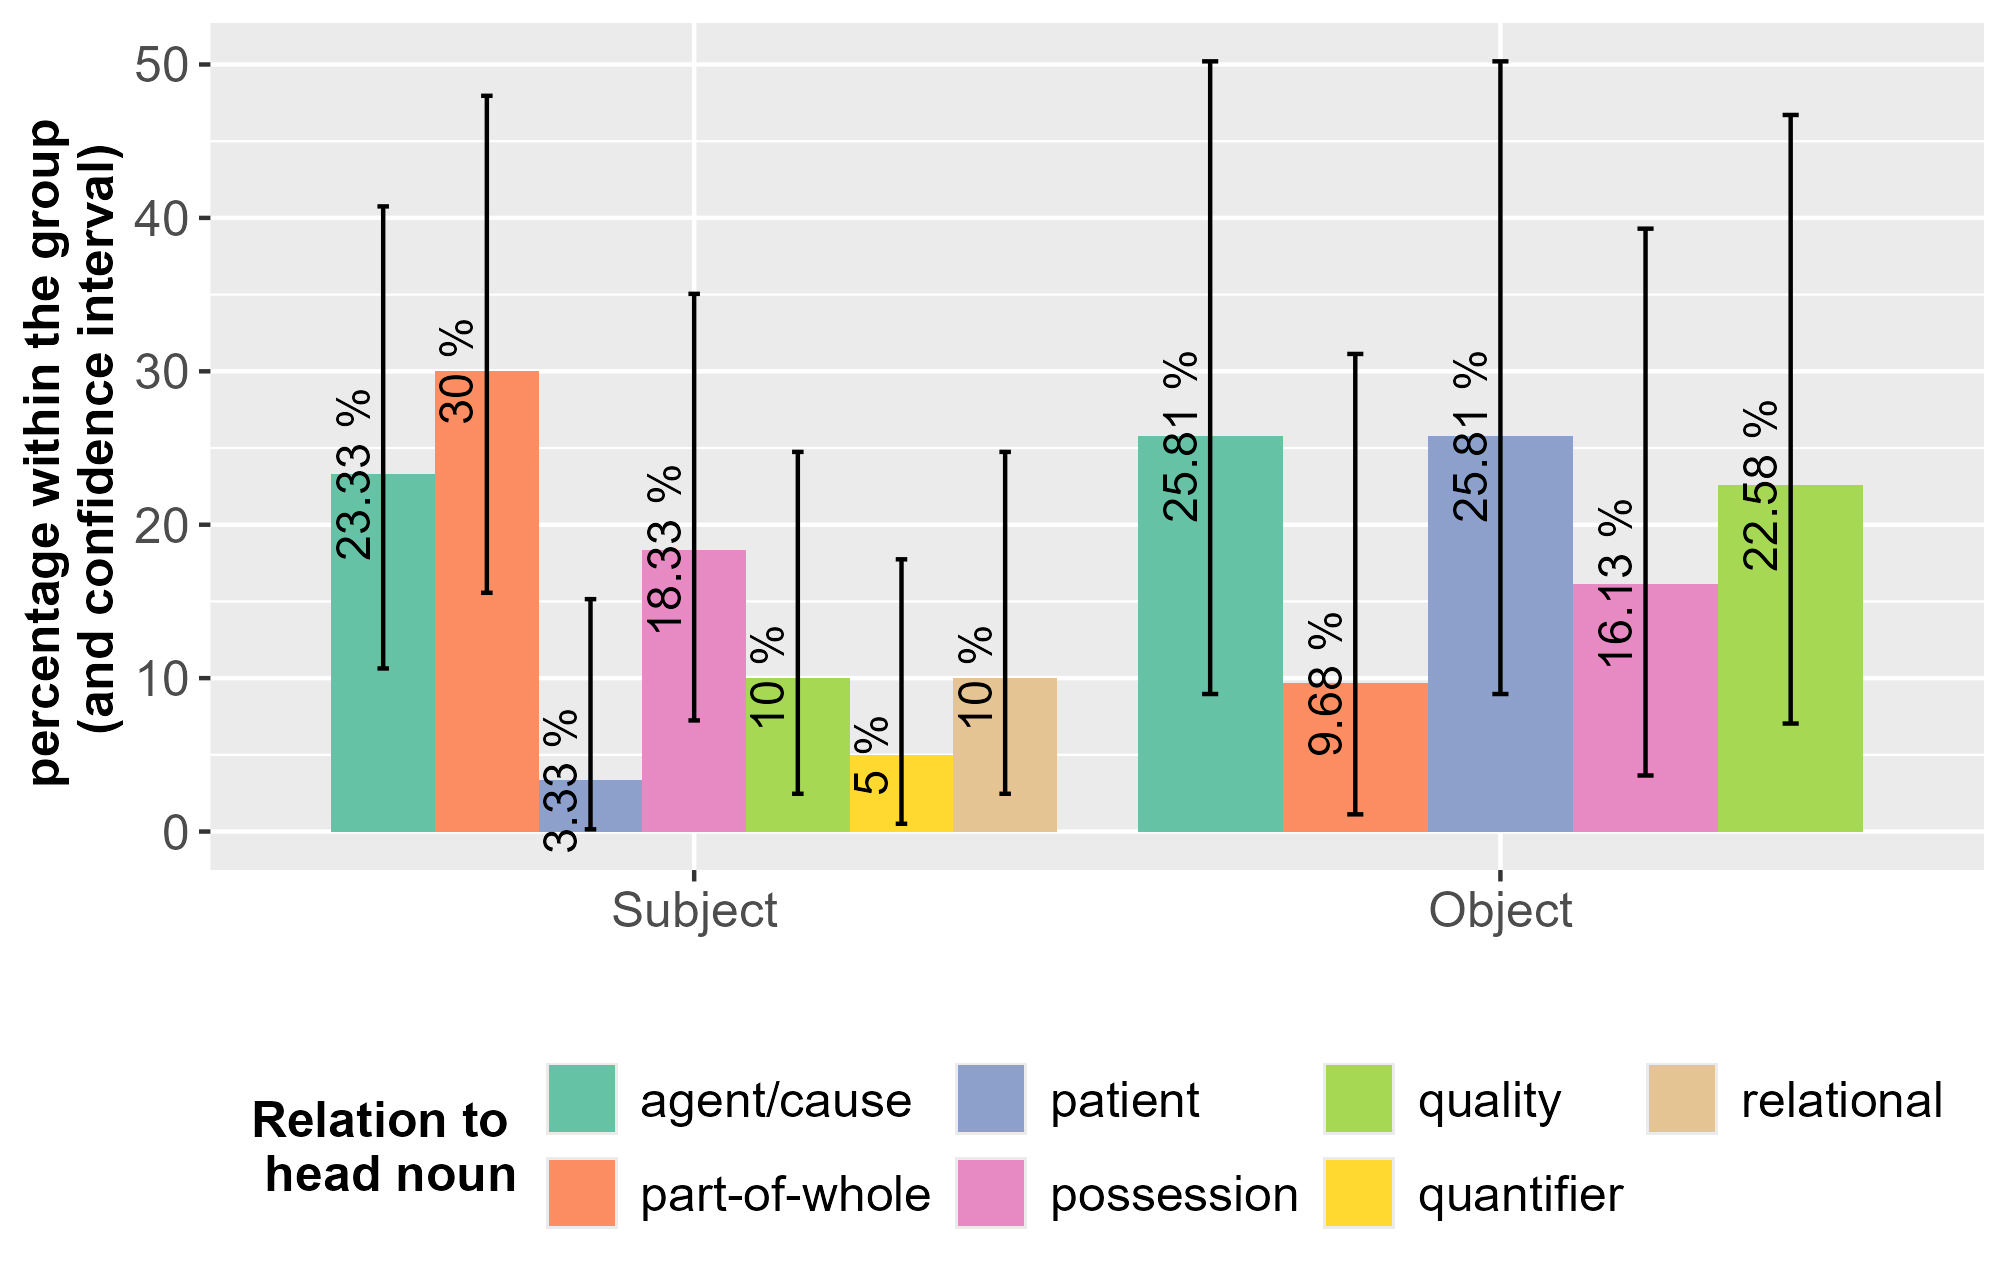 percentage within the group
(and confidence interval)
50
40
30
20
10
0
23.33 %
30 %
3.33 %
18.33 %
10 %
5 %
10 %
25.81 %
9.68 %
25.81 %
16.13 %
22.58 %
Subject
Object
Relation to
head noun
agent/cause
part-of-whole
patient
possession
quality
quantifier
relational